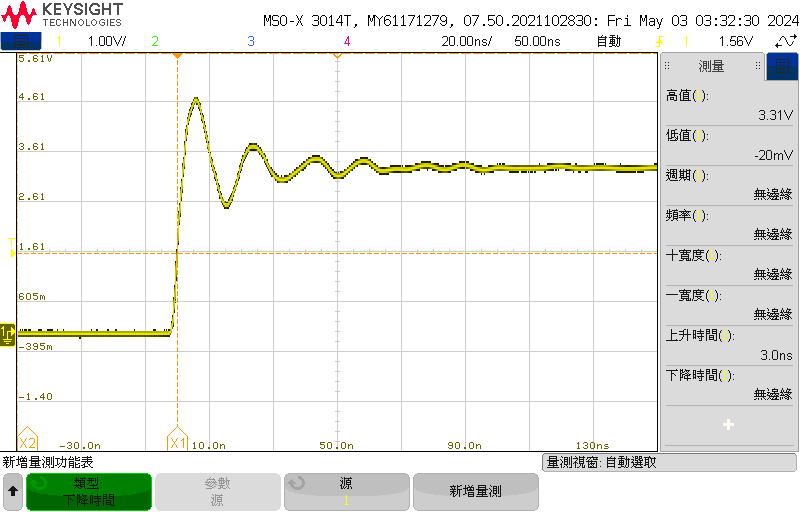 KEYSIGHT
TECHNOLOGIES
MSO-X 3014T, MY61171279, 07.50.2021102830: Fri May 03 03:32:30 2024
1 1.00V/ 2 3 4 20.00ns/ 50.00ns 自動 1 1.56V
5.61V
4.61
3.61
2.61
1.61
605m
-395m
-1.40
1
X2 -30.0n X1 10.0n 50.0n 90.0n 130ns
測量
高值(1):
3.31V
低值(1):
-20mV
週期(1):
無邊緣
頻率(1):
無邊緣
十寬度( ):
無邊緣
一寬度( ):
無邊緣
上升時間(1):
3.0ns
下降時間(1):
無邊緣
新增量測功能表
量測視窗: 自動選取
類型:
下降時間
參數
源
源
1
新增量測